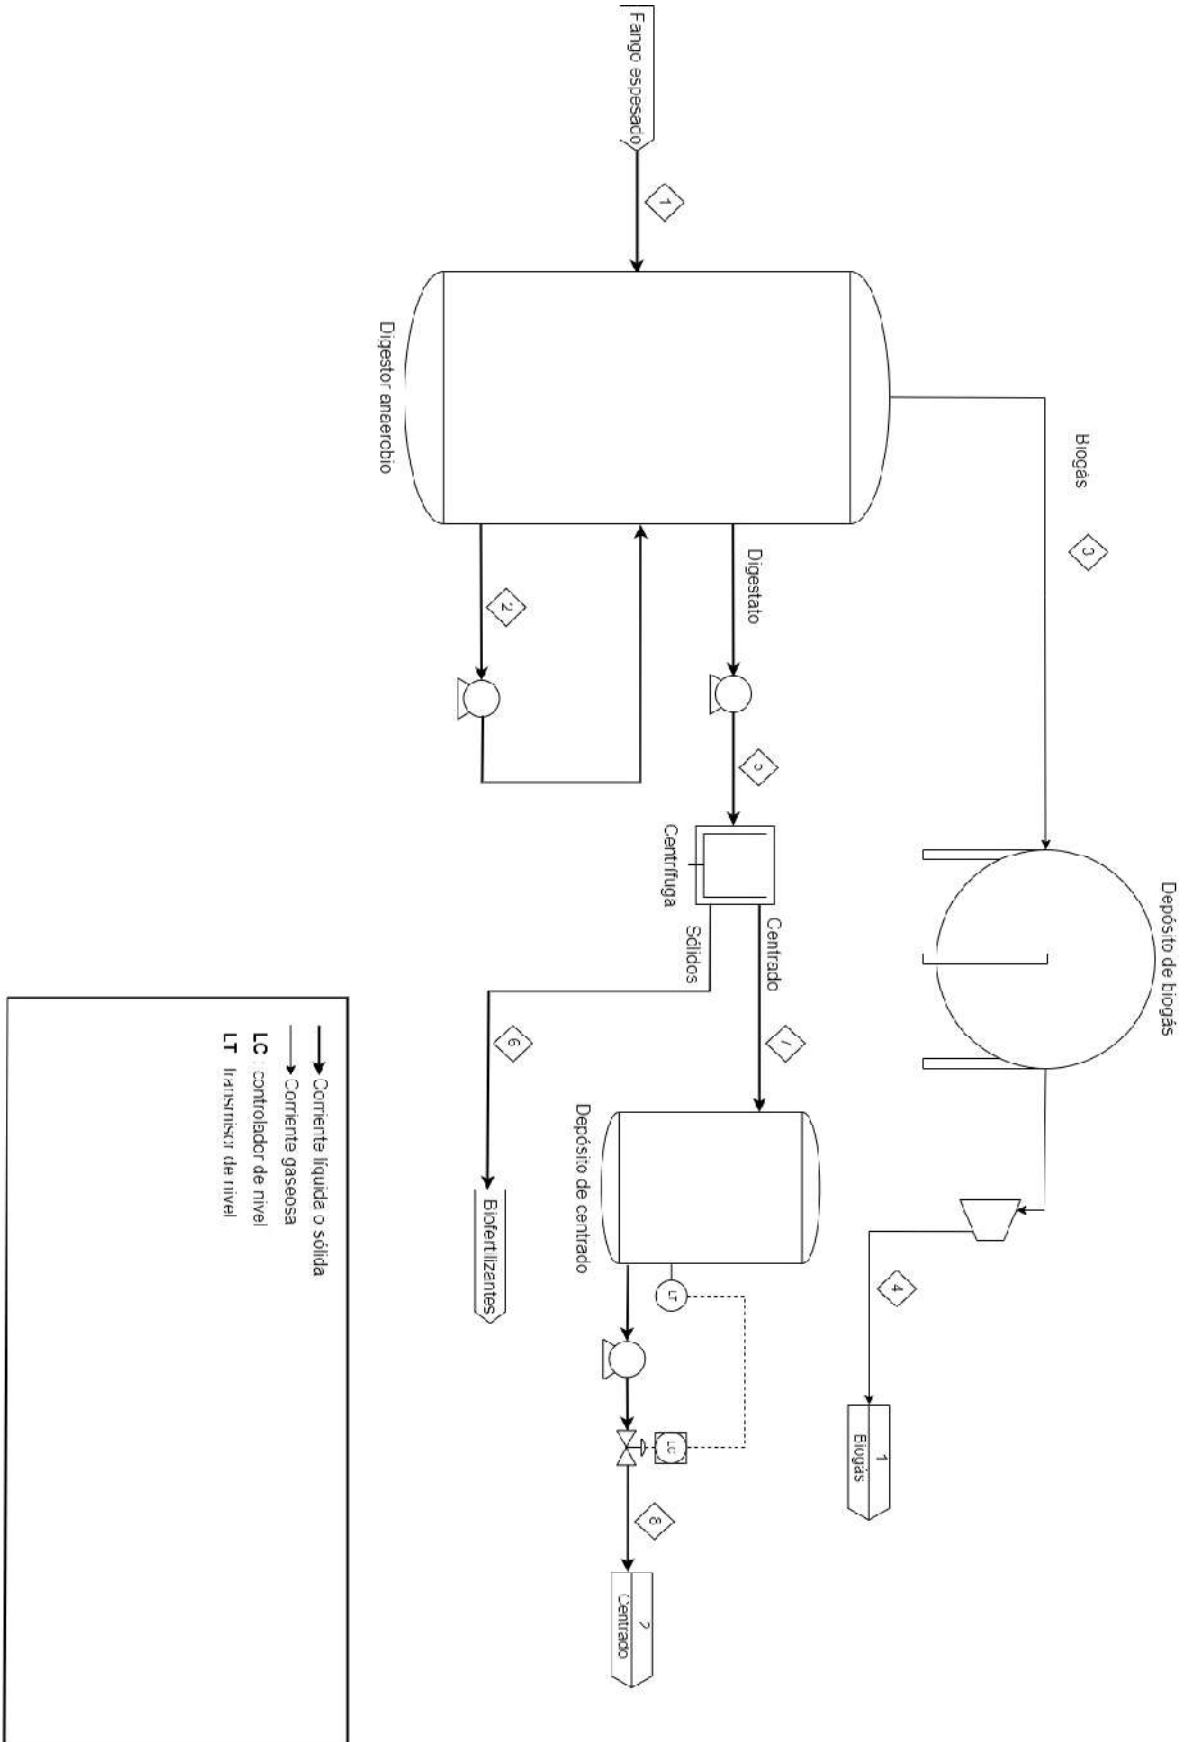 Depósito de biogás
Biogás
3
4
1
Biogás
Fango espesado
1
Digestato
5
Centrado
7
Centrífuga
Sólidos
LT
LC
8
2
Centrado
2
6
Depósito de centrado
Biofertilizantes
Digestor anaerobio
Corriente líquida o sólida
Corriente gaseosa
LC : controlador de nivel
LT transmisor de nivel